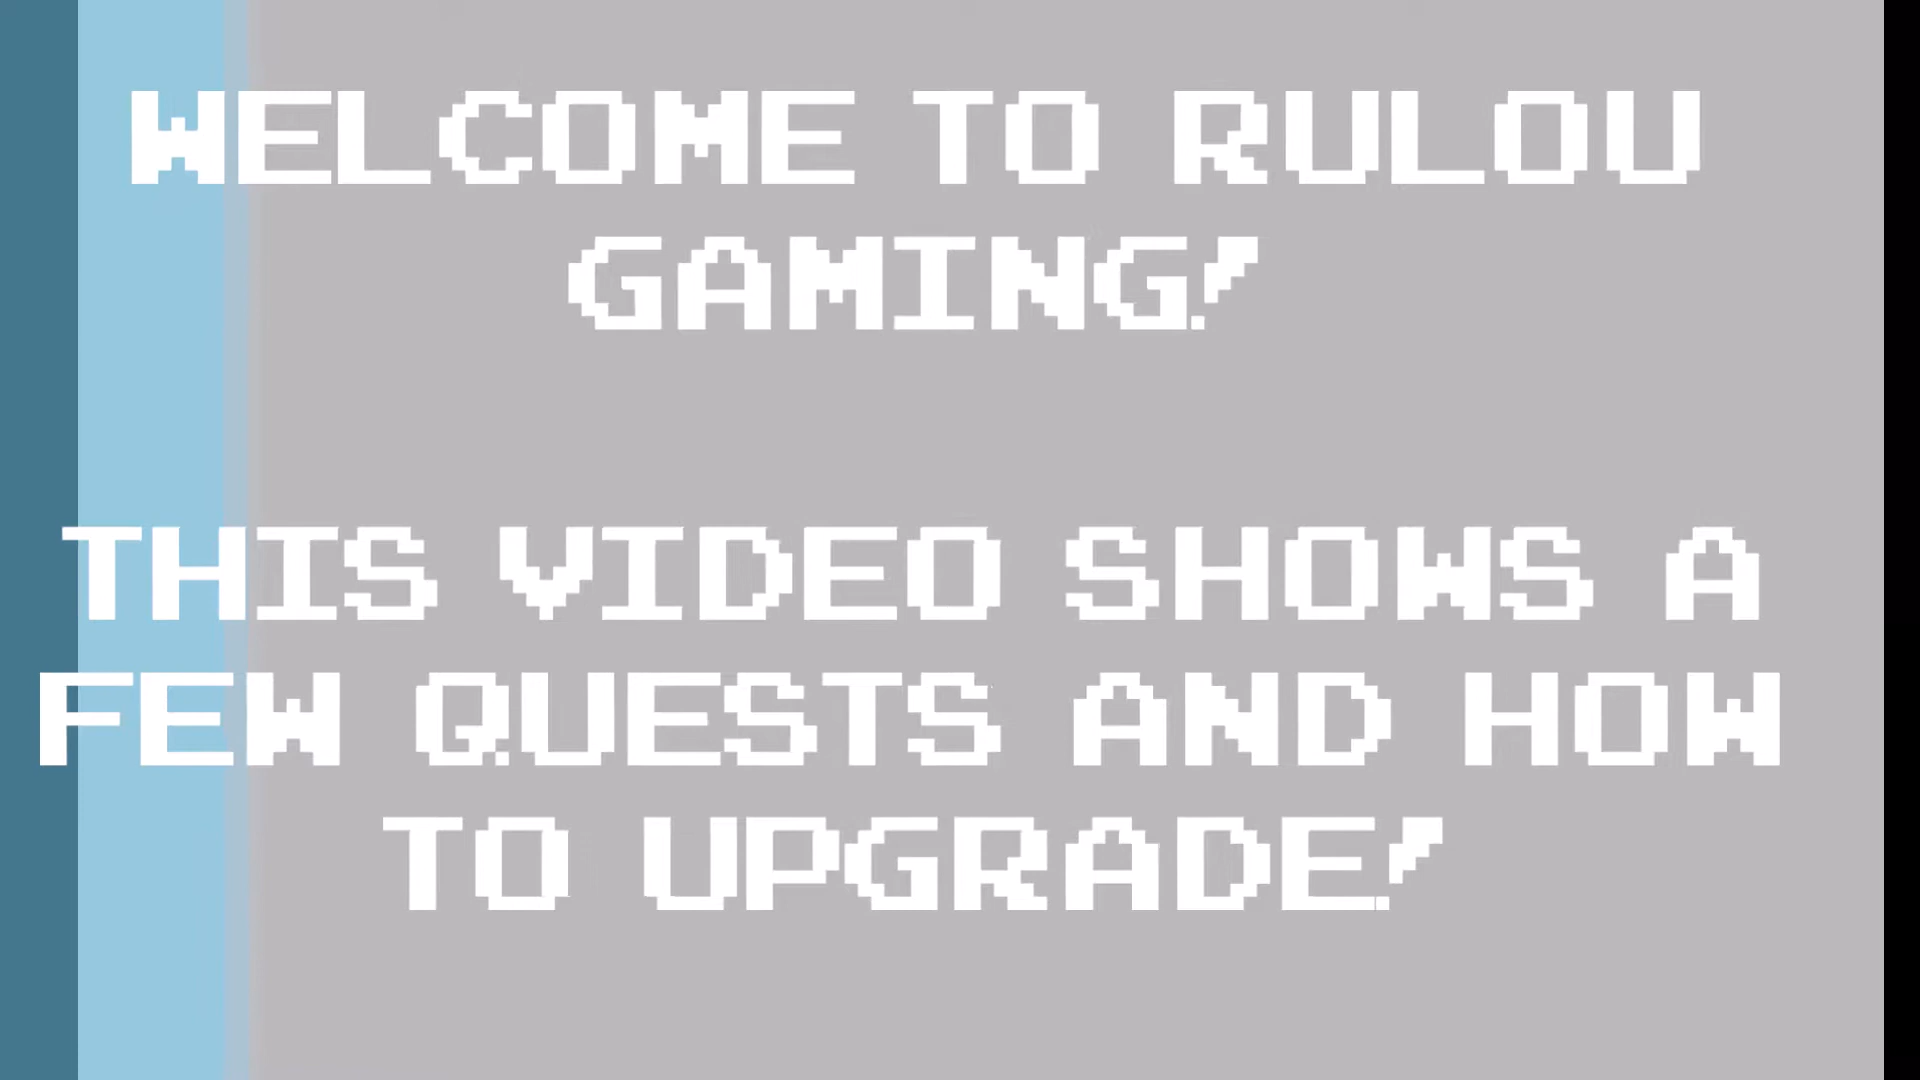 WELCOME TO RULOU
GAMING!
THIS VIDEO SHOWS A
FEW QUESTS AND HOW
TO UPGRADE!